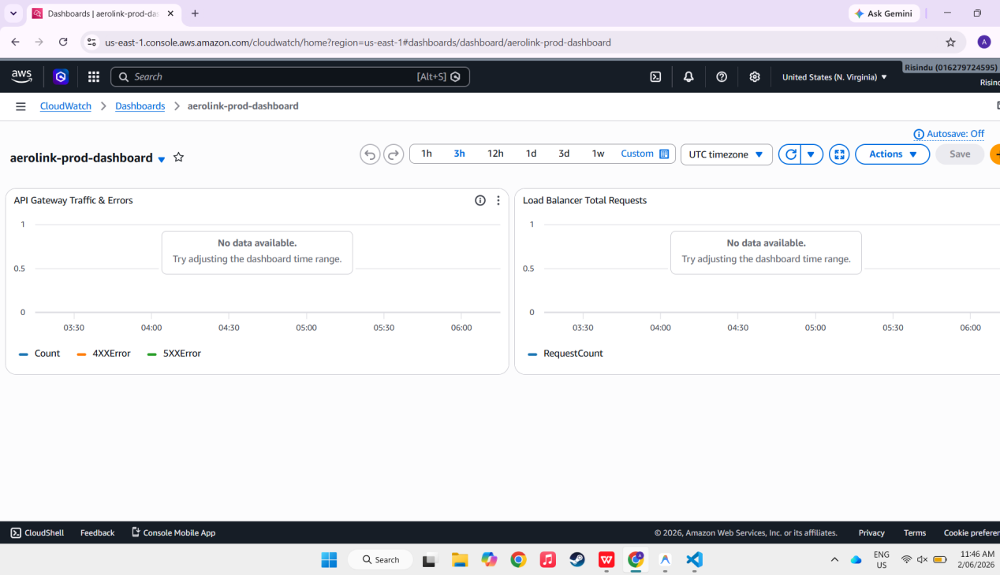 Dashboards | aerolink-prod-das
Ask Gemini
us-east-1.console.aws.amazon.com/cloudwatch/home?region=us-east-1#dashboards/dashboard/aerolink-prod-dashboard
A
aws
Search
[Alt+S]
United States (N. Virginia)
Risindu (016279724595)
Risind
CloudWatch
Dashboards
aerolink-prod-dashboard
Autosave: Off
aerolink-prod-dashboard
1h
3h
12h
1d
3d
1w
Custom
UTC timezone
Actions
Save
API Gateway Traffic & Errors
1
No data available.
Try adjusting the dashboard time range.
0.5
0
03:30
04:00
04:30
05:00
05:30
06:00
Count
4XXError
5XXError
Load Balancer Total Requests
1
No data available.
Try adjusting the dashboard time range.
0.5
0
03:30
04:00
04:30
05:00
05:30
06:00
RequestCount
CloudShell
Feedback
Console Mobile App
© 2026, Amazon Web Services, Inc. or its affiliates.
Privacy
Terms
Cookie preferen
Search
ENG
US
11:46 AM
2/06/2026